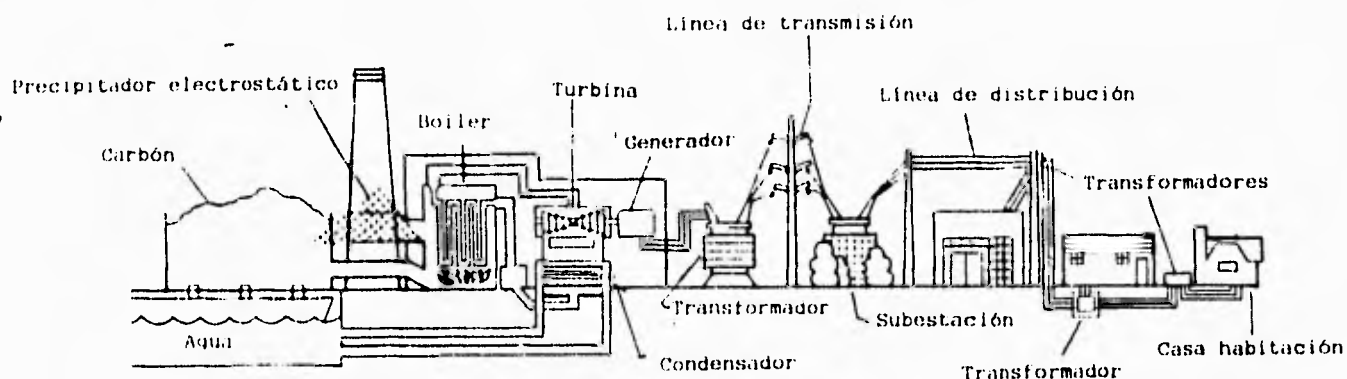 Línea de transmisión
Precipitador electrostático
Turbina
Línea de distribución
Boiler
Generador
Carbón
Transformadores
Transformador
Subestación
Agua
Condensador
Casa habitación
Transformador